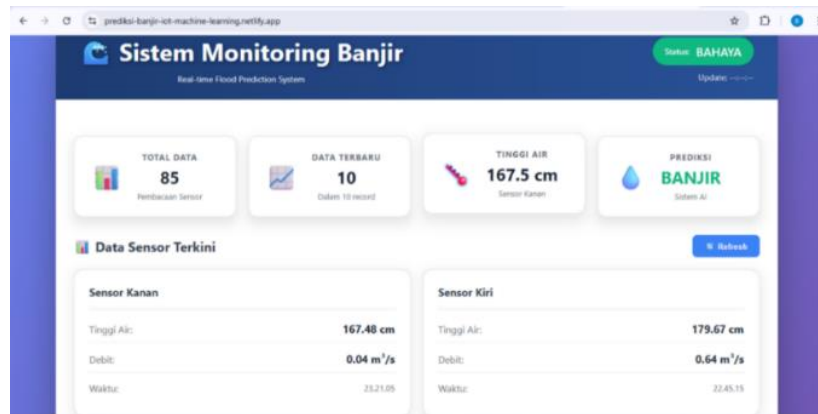 prediksi-banjir-iot-machine-learning.netlify.app
Sistem Monitoring Banjir
Real-time Flood Prediction System
Status: BAHAYA
Update: --:--:--
TOTAL DATA
85
Pembacaan Sensor
DATA TERBARU
10
Dalam 10 record
TINGGI AIR
167.5 cm
Sensor Kanan
PREDIKSI
BANJIR
Sistem AI
Data Sensor Terkini
Refresh
Sensor Kanan
Tinggi Air: 167.48 cm
Debit: 0.04 m³/s
Waktu: 23.21.05
Sensor Kiri
Tinggi Air: 179.67 cm
Debit: 0.64 m³/s
Waktu: 22.45.15